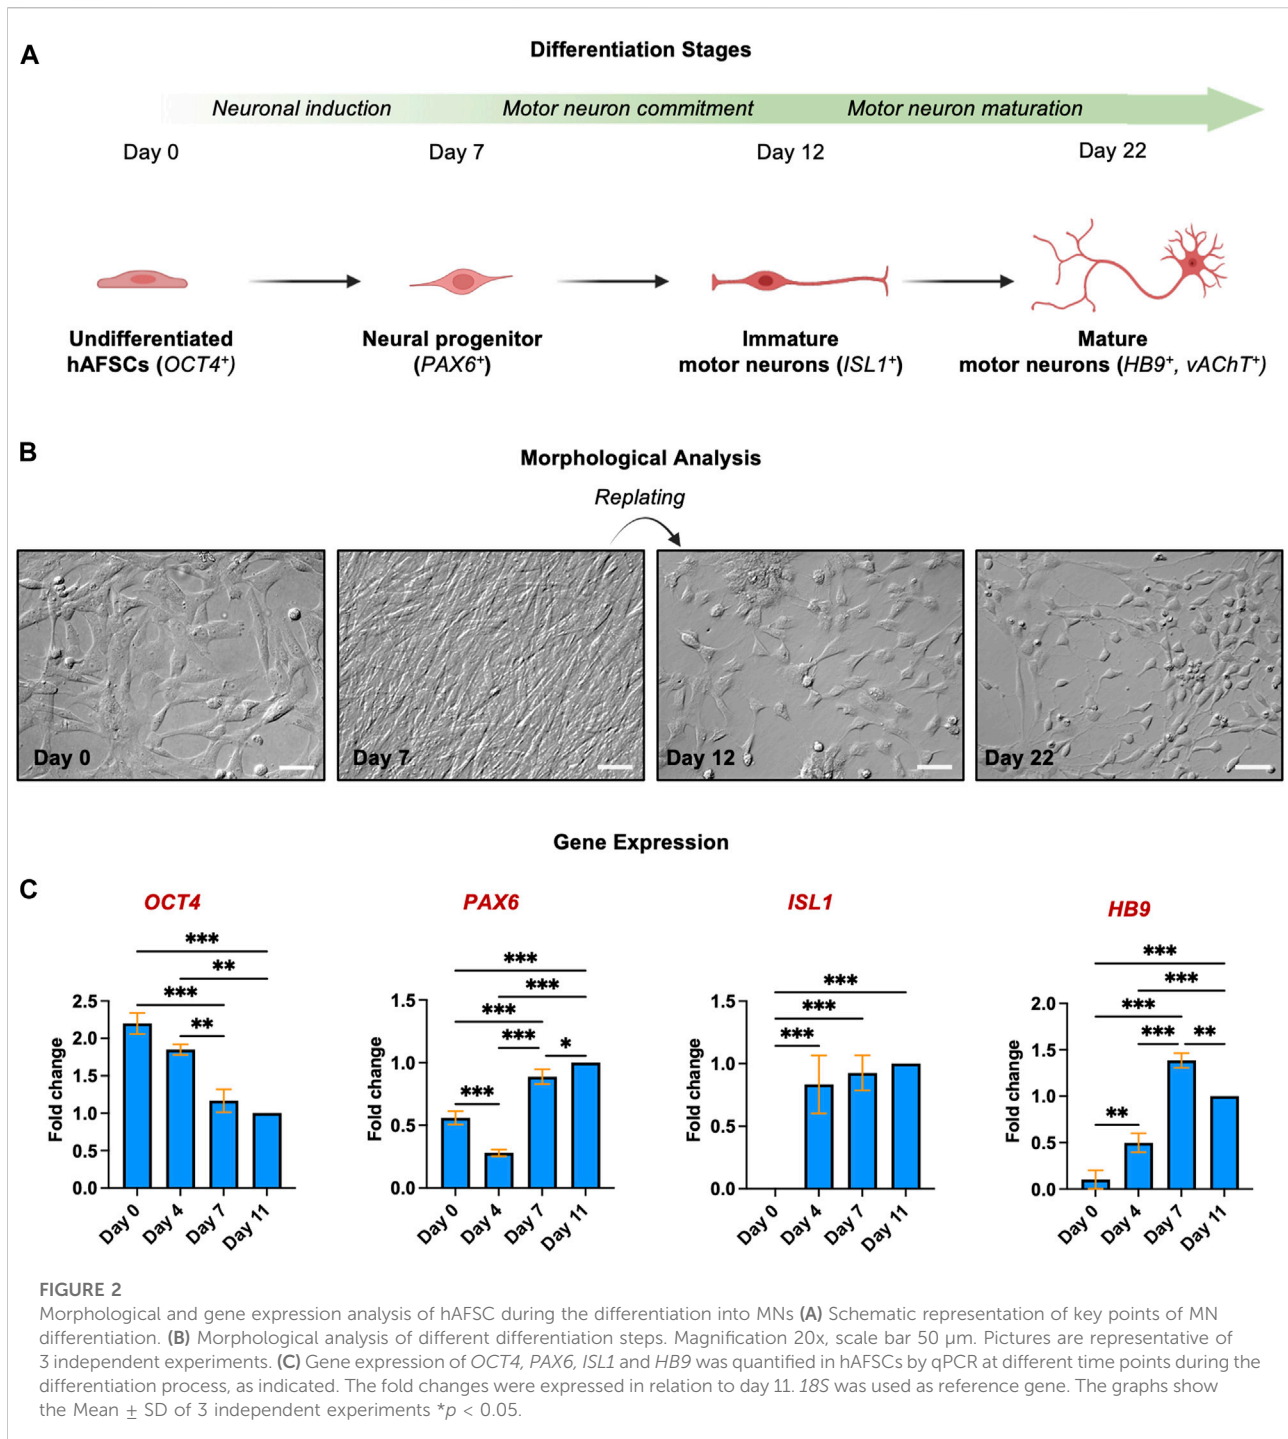 A
Differentiation Stages
Neuronal induction Motor neuron commitment Motor neuron maturation
Day 0 Day 7 Day 12 Day 22
Undifferentiated
hAFSCs (OCT4⁺)
Neural progenitor
(PAX6⁺)
Immature
motor neurons (ISL1⁺)
Mature
motor neurons (HB9⁺, vAChT⁺)
B
Morphological Analysis
Replating
Day 0 Day 7 Day 12 Day 22
Gene Expression
C
OCT4
***
**
***
**
Fold change
2.5
2.0
1.5
1.0
0.5
0.0
Day 0 Day 4 Day 7 Day 11
PAX6
***
***
***
***
*
***
Fold change
1.5
1.0
0.5
0.0
Day 0 Day 4 Day 7 Day 11
ISL1
***
***
***
Fold change
1.5
1.0
0.5
0.0
Day 0 Day 4 Day 7 Day 11
HB9
***
***
***
*** **
**
Fold change
2.0
1.5
1.0
0.5
0.0
Day 0 Day 4 Day 7 Day 11
FIGURE 2
Morphological and gene expression analysis of hAFSC during the differentiation into MNs (A) Schematic representation of key points of MN
differentiation. (B) Morphological analysis of different differentiation steps. Magnification 20x, scale bar 50 μm. Pictures are representative of
3 independent experiments. (C) Gene expression of OCT4, PAX6, ISL1 and HB9 was quantified in hAFSCs by qPCR at different time points during the
differentiation process, as indicated. The fold changes were expressed in relation to day 11. 18S was used as reference gene. The graphs show
the Mean ± SD of 3 independent experiments *p < 0.05.